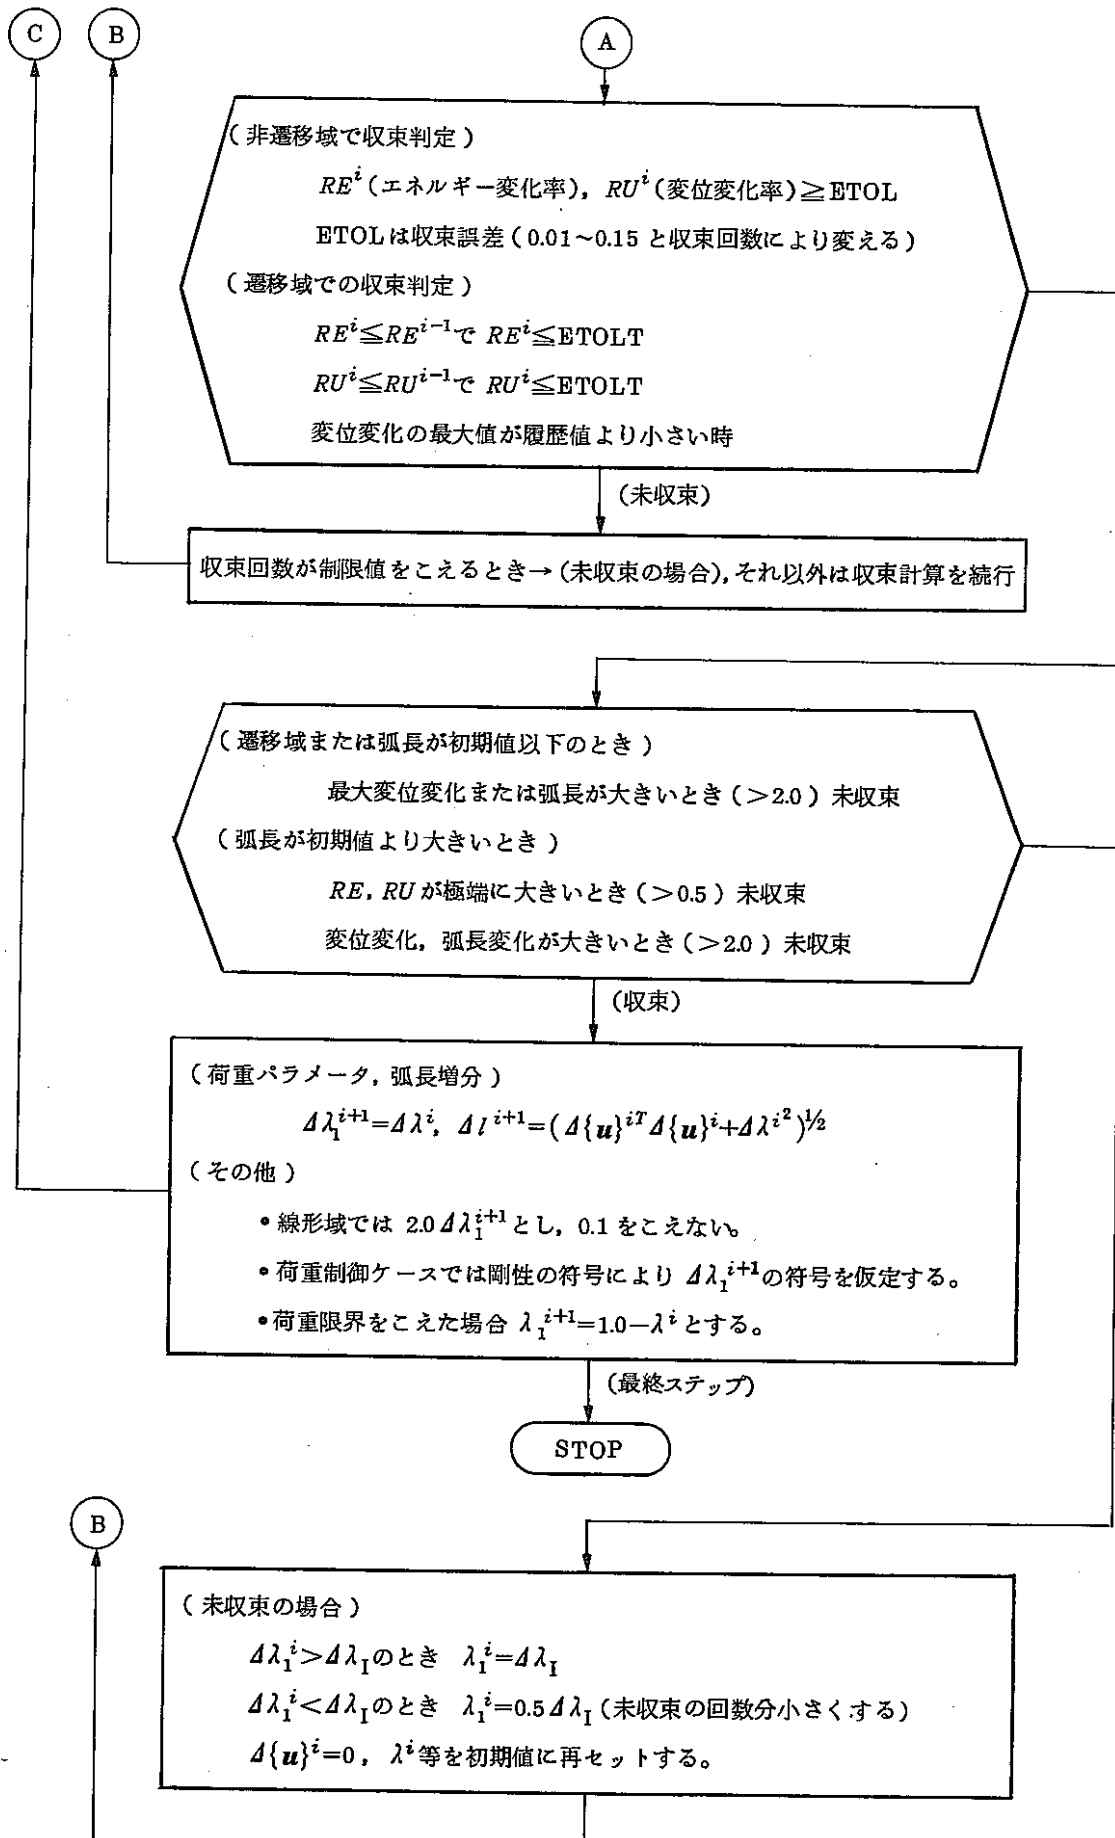 C B A
(非遷移域で収束判定)
RE^i(エネルギー変化率), RU^i(変位変化率)≧ETOL
ETOLは収束誤差(0.01~0.15と収束回数により変える)
(遷移域での収束判定)
RE^i≦RE^{i-1}で RE^i≦ETOLT
RU^i≦RU^{i-1}で RU^i≦ETOLT
変位変化の最大値が履歴値より小さい時
(未収束)
収束回数が制限値をこえるとき→(未収束の場合),それ以外は収束計算を続行
(遷移域または弧長が初期値以下のとき)
最大変位変化または弧長が大きいとき(>2.0)未収束
(弧長が初期値より大きいとき)
RE, RUが極端に大きいとき(>0.5)未収束
変位変化, 弧長変化が大きいとき(>2.0)未収束
(収束)
(荷重パラメータ, 弧長増分)
Δλ_1^{i+1}=Δλ^i, Δl^{i+1}=(Δ{u}^{iT}Δ{u}^i+Δλ^{i2})^{1/2}
(その他)
•線形域では 2.0Δλ_1^{i+1}とし, 0.1をこえない。
•荷重制御ケースでは剛性の符号により Δλ_1^{i+1}の符号を仮定する。
•荷重限界をこえた場合 λ_1^{i+1}=1.0−λ^iとする。
(最終ステップ)
STOP
B
(未収束の場合)
Δλ_1^i>Δλ_Iのとき λ_1^i=Δλ_I
Δλ_1^i<Δλ_Iのとき λ_1^i=0.5Δλ_I(未収束の回数分小さくする)
Δ{u}^i=0, λ^i等を初期値に再セットする。